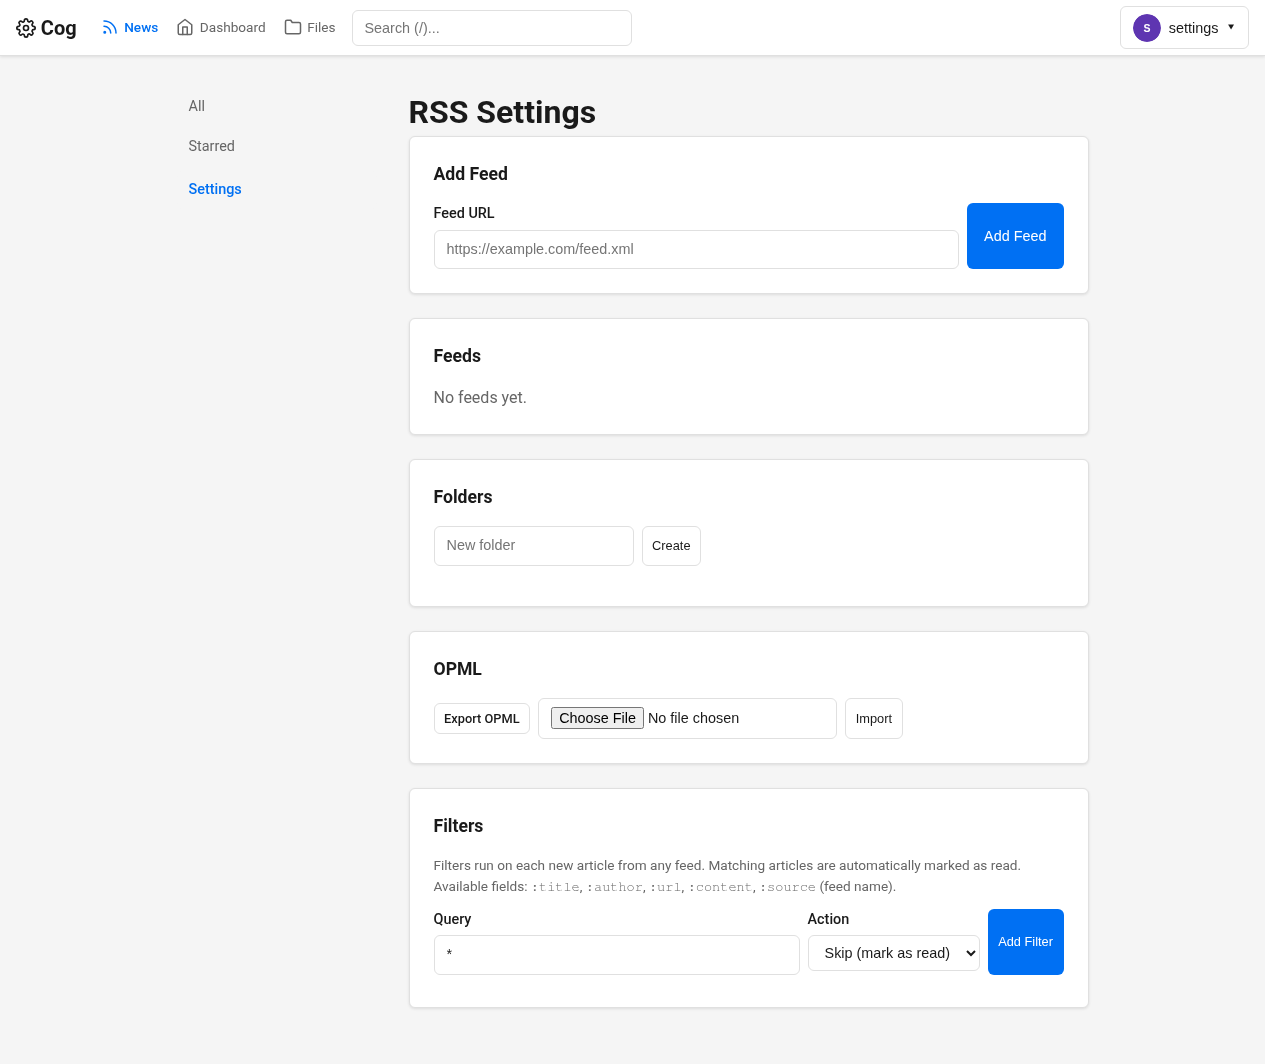 Cog News Dashboard Files Search (/)... S settings ▼
All
Starred
Settings
RSS Settings
Add Feed
Feed URL
https://example.com/feed.xml
Add Feed
Feeds
No feeds yet.
Folders
New folder Create
OPML
Export OPML Choose File No file chosen Import
Filters
Filters run on each new article from any feed. Matching articles are automatically marked as read.
Available fields: :title, :author, :url, :content, :source (feed name).
Query Action
* Skip (mark as read) Add Filter